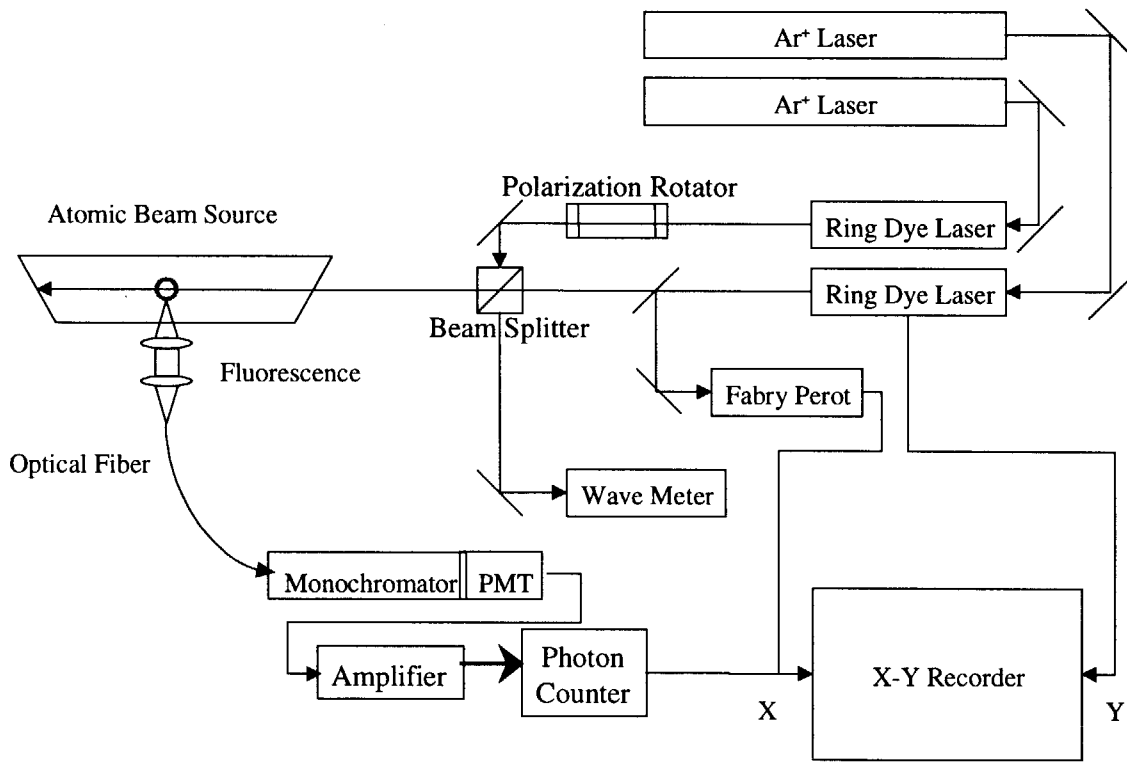 Ar⁺ Laser
Ar⁺ Laser
Polarization Rotator
Atomic Beam Source
Ring Dye Laser
Ring Dye Laser
Beam Splitter
Fluorescence
Fabry Perot
Optical Fiber
Wave Meter
Monochromator
PMT
Amplifier
Photon
Counter
X-Y Recorder
X
Y